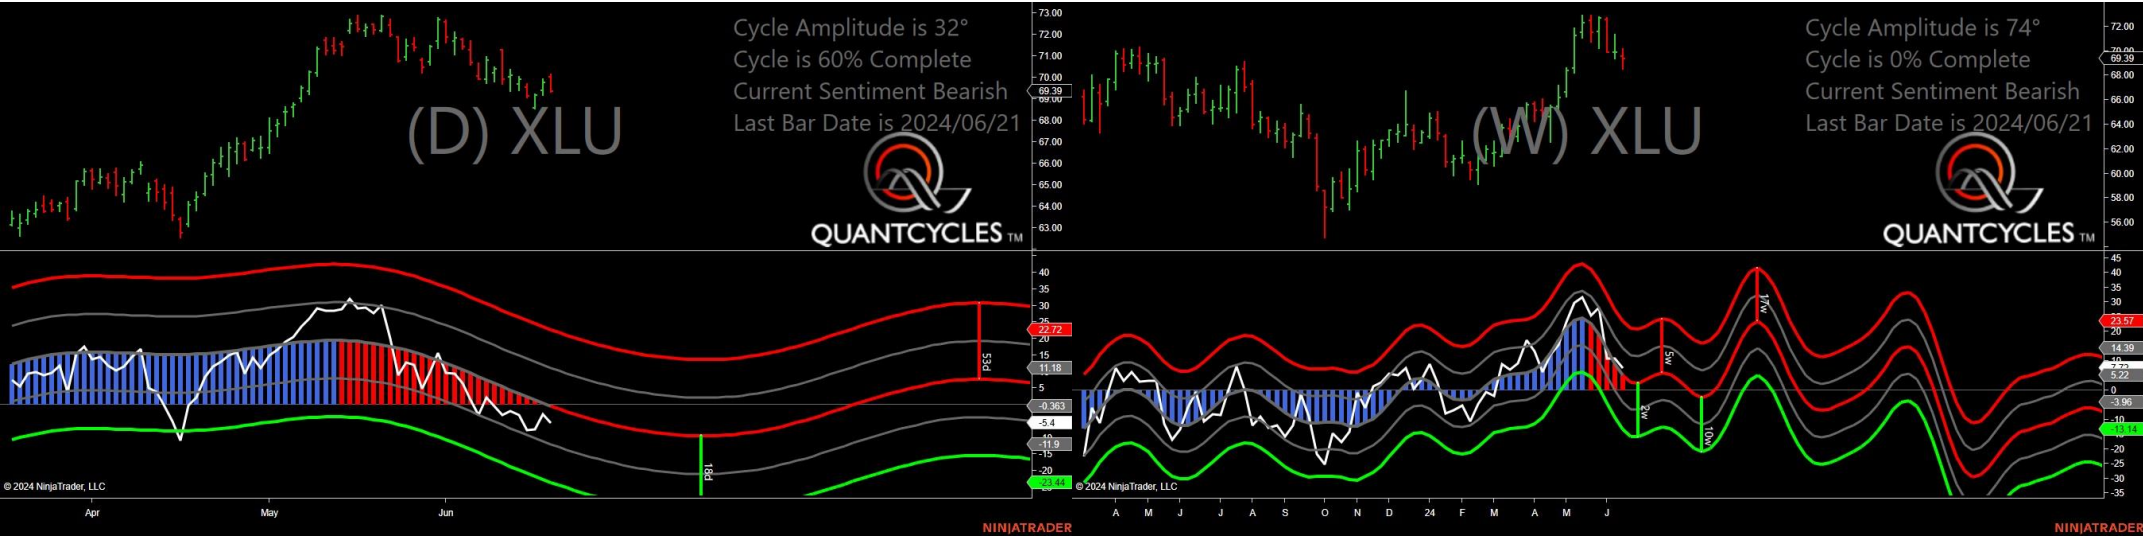 Cycle Amplitude is 32°
Cycle is 60% Complete
Current Sentiment Bearish
Last Bar Date is 2024/06/21
(D) XLU
QUANTCYCLES TM
73.00
72.00
71.00
70.00
69.39
69.00
68.00
67.00
66.00
65.00
64.00
63.00
40
35
30
25
22.72
20
15
11.18
5
-0.363
-5.4
-11.9
-15
-20
-23.44
53d
18d
© 2024 NinjaTrader, LLC
Apr May Jun
NINJATRADER
Cycle Amplitude is 74°
Cycle is 0% Complete
Current Sentiment Bearish
Last Bar Date is 2024/06/21
(W) XLU
QUANTCYCLES TM
72.00
70.00
69.39
68.00
66.00
64.00
62.00
60.00
58.00
56.00
45
40
35
30
23.57
20
14.39
5.22
0
-3.96
-10
-13.14
-20
-25
-30
-35
17w
5w
2w
10w
© 2024 NinjaTrader, LLC
A M J J A S O N D 24 F M A M J
NINJATRADER